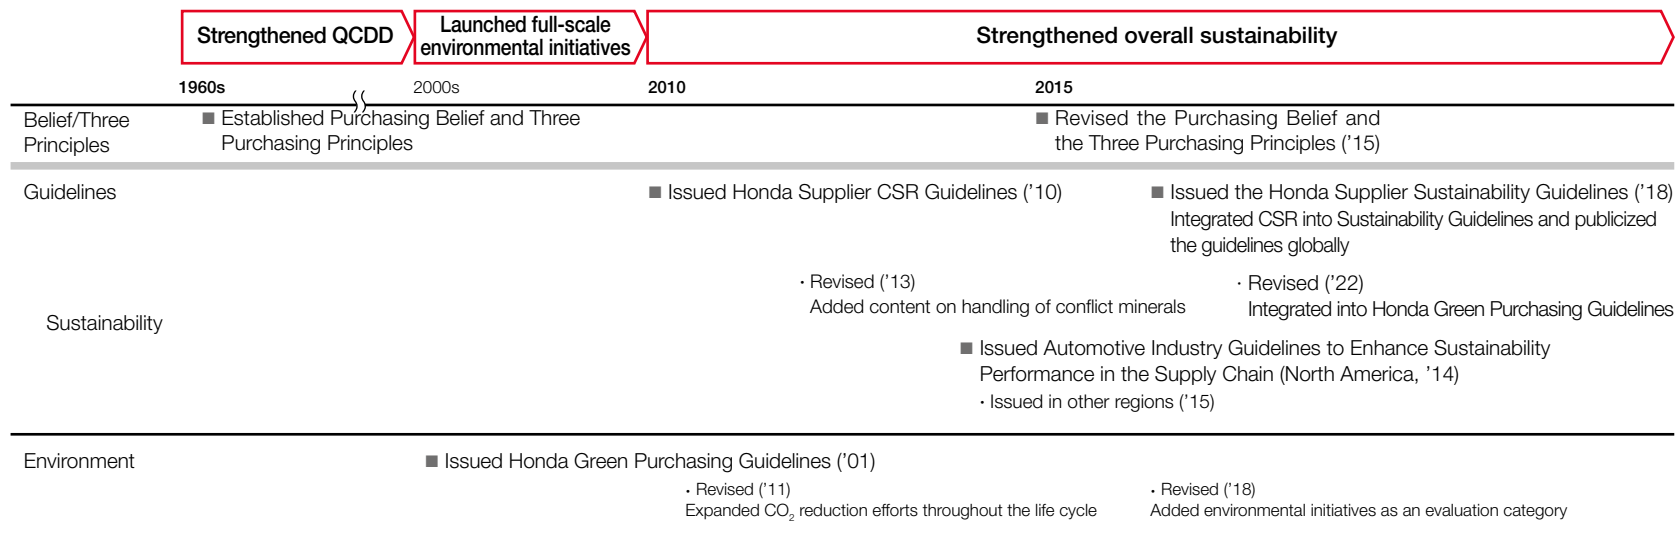 Strengthened QCDD
Launched full-scale
environmental initiatives
Strengthened overall sustainability
1960s
2000s
2010
2015
Belief/Three
Principles
■ Established Purchasing Belief and Three
Purchasing Principles
■ Revised the Purchasing Belief and
the Three Purchasing Principles (’15)
Guidelines
■ Issued Honda Supplier CSR Guidelines (’10)
■ Issued the Honda Supplier Sustainability Guidelines (’18)
Integrated CSR into Sustainability Guidelines and publicized
the guidelines globally
・Revised (’13)
Added content on handling of conflict minerals
・Revised (’22)
Integrated into Honda Green Purchasing Guidelines
Sustainability
■ Issued Automotive Industry Guidelines to Enhance Sustainability
Performance in the Supply Chain (North America, ’14)
・Issued in other regions (’15)
Environment
■ Issued Honda Green Purchasing Guidelines (’01)
・Revised (’11)
Expanded CO₂ reduction efforts throughout the life cycle
・Revised (’18)
Added environmental initiatives as an evaluation category